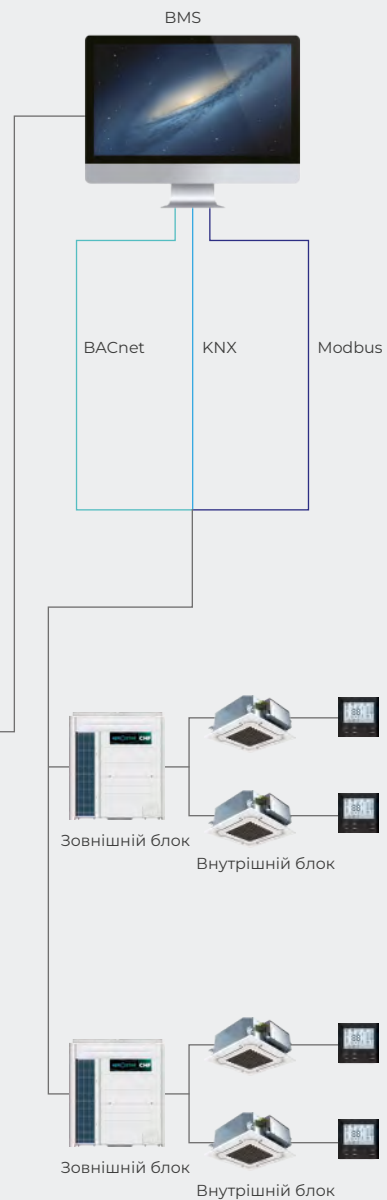 BMS
BACnet
KNX
Modbus
Зовнішній блок
Внутрішній блок
Зовнішній блок
Внутрішній блок